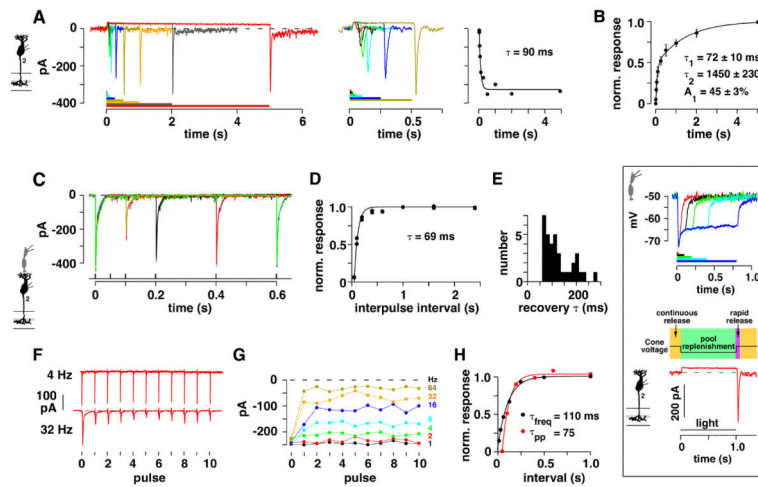 A
0
-200
-400
pA
0
2
4
6
time (s)
0
0.5
time (s)
0
5
time (s)
τ = 90 ms
2
B
norm. response
1.0
0.5
0
τ1 = 72 ± 10 ms
τ2 = 1450 ± 230
A1 = 45 ± 3%
0
5
time (s)
C
0
-200
-400
pA
0
0.2
0.4
0.6
time (s)
2
D
norm. response
1.0
0.5
0
τ = 69 ms
0
1
2
interpulse interval (s)
E
number
5
0
0
200
recovery τ (ms)
-50
-60
-70
mV
0
0.5
1.0
time (s)
continuous
release
rapid
release
Cone
voltage
pool
replenishment
200 pA
2
light
0
1.0
time (s)
F
4 Hz
100
pA
32 Hz
0
2
4
6
8
10
pulse
G
0
-100
-200
pA
Hz
64
32
16
8
4
2
1
0
2
4
6
8
10
pulse
H
norm. response
1.0
0.5
0
τfreq = 110 ms
τpp = 75
0
0.5
1.0
interval (s)